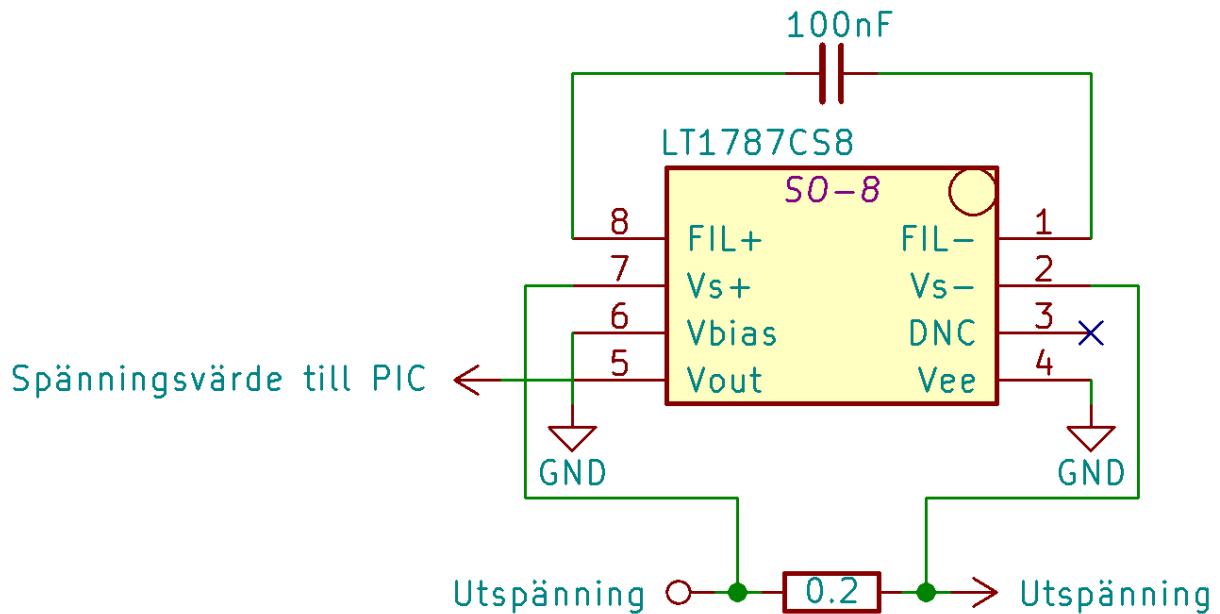 100nF
LT1787CS8
SO-8
8 FIL+ FIL- 1
7 Vs+ Vs- 2
6 Vbias DNC 3
5 Vout Vee 4
Spänningsvärde till PIC
GND GND
Utspänning 0.2 Utspänning